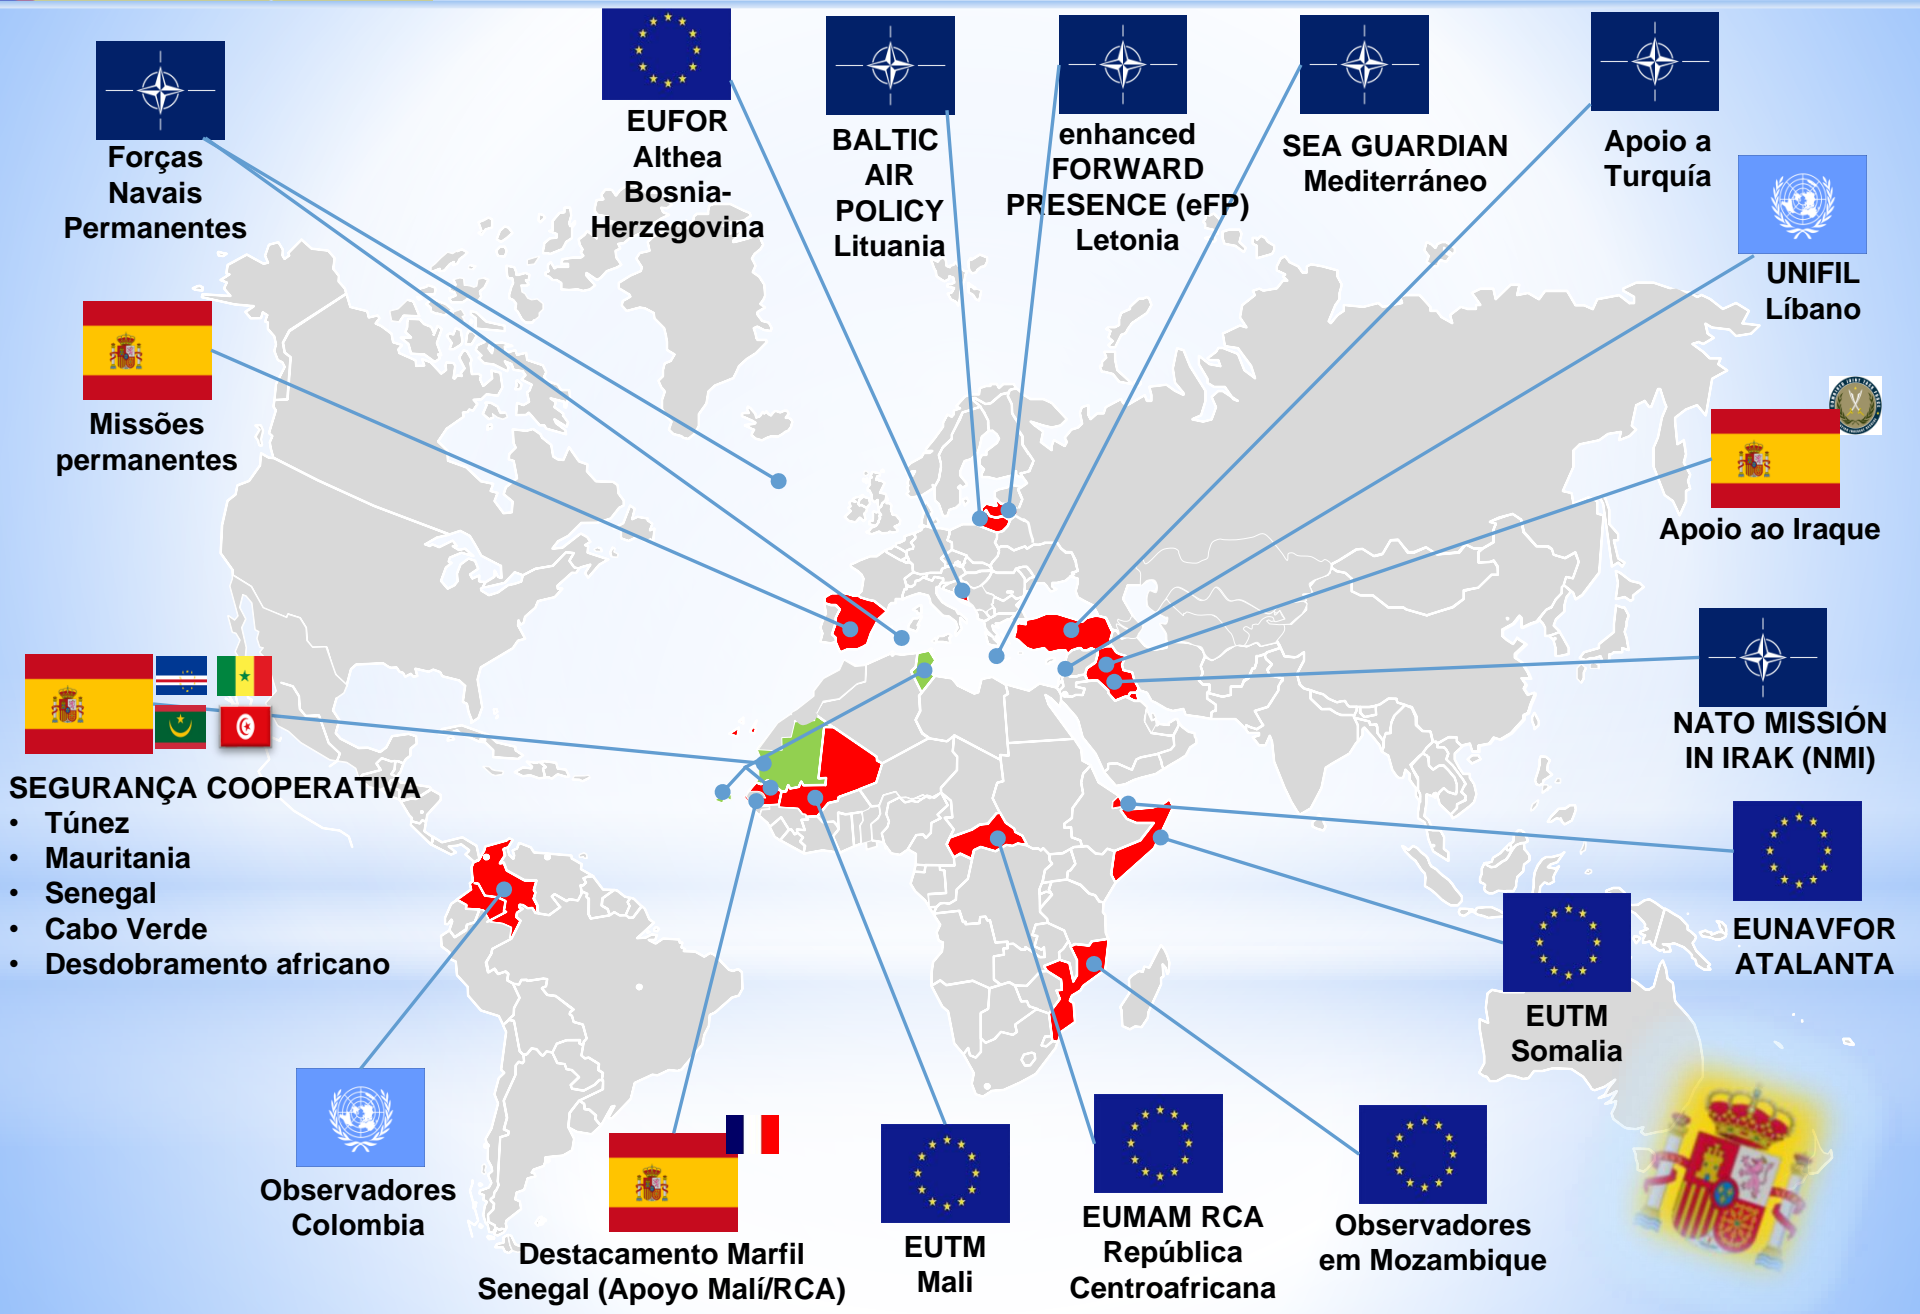 Forças
Navais
Permanentes
EUFOR
Althea
Bosnia-
Herzegovina
BALTIC
AIR
POLICY
Lituania
enhanced
FORWARD
PRESENCE (eFP)
Letonia
SEA GUARDIAN
Mediterráneo
Apoio a
Turquía
UNIFIL
Líbano
Missões
permanentes
Apoio ao Iraque
NATO MISSIÓN
IN IRAK (NMI)
SEGURANÇA COOPERATIVA
• Túnez
• Mauritania
• Senegal
• Cabo Verde
• Desdobramento africano
EUNAVFOR
ATALANTA
EUTM
Somalia
Observadores
Colombia
Destacamento Marfil
Senegal (Apoyo Malí/RCA)
EUTM
Mali
EUMAM RCA
República
Centroafricana
Observadores
em Mozambique